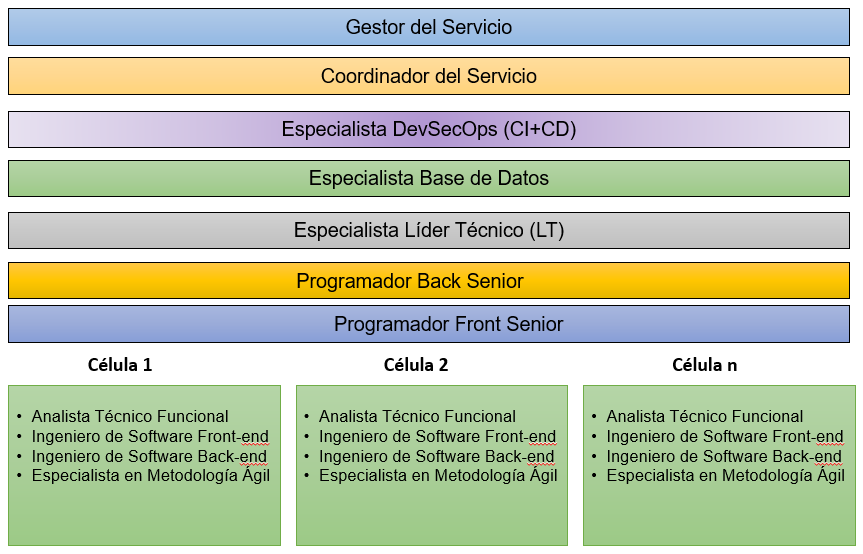 Gestor del Servicio
Coordinador del Servicio
Especialista DevSecOps (CI+CD)
Especialista Base de Datos
Especialista Líder Técnico (LT)
Programador Back Senior
Programador Front Senior
Célula 1
• Analista Técnico Funcional
• Ingeniero de Software Front-end
• Ingeniero de Software Back-end
• Especialista en Metodología Ágil
Célula 2
• Analista Técnico Funcional
• Ingeniero de Software Front-end
• Ingeniero de Software Back-end
• Especialista en Metodología Ágil
Célula n
• Analista Técnico Funcional
• Ingeniero de Software Front-end
• Ingeniero de Software Back-end
• Especialista en Metodología Ágil